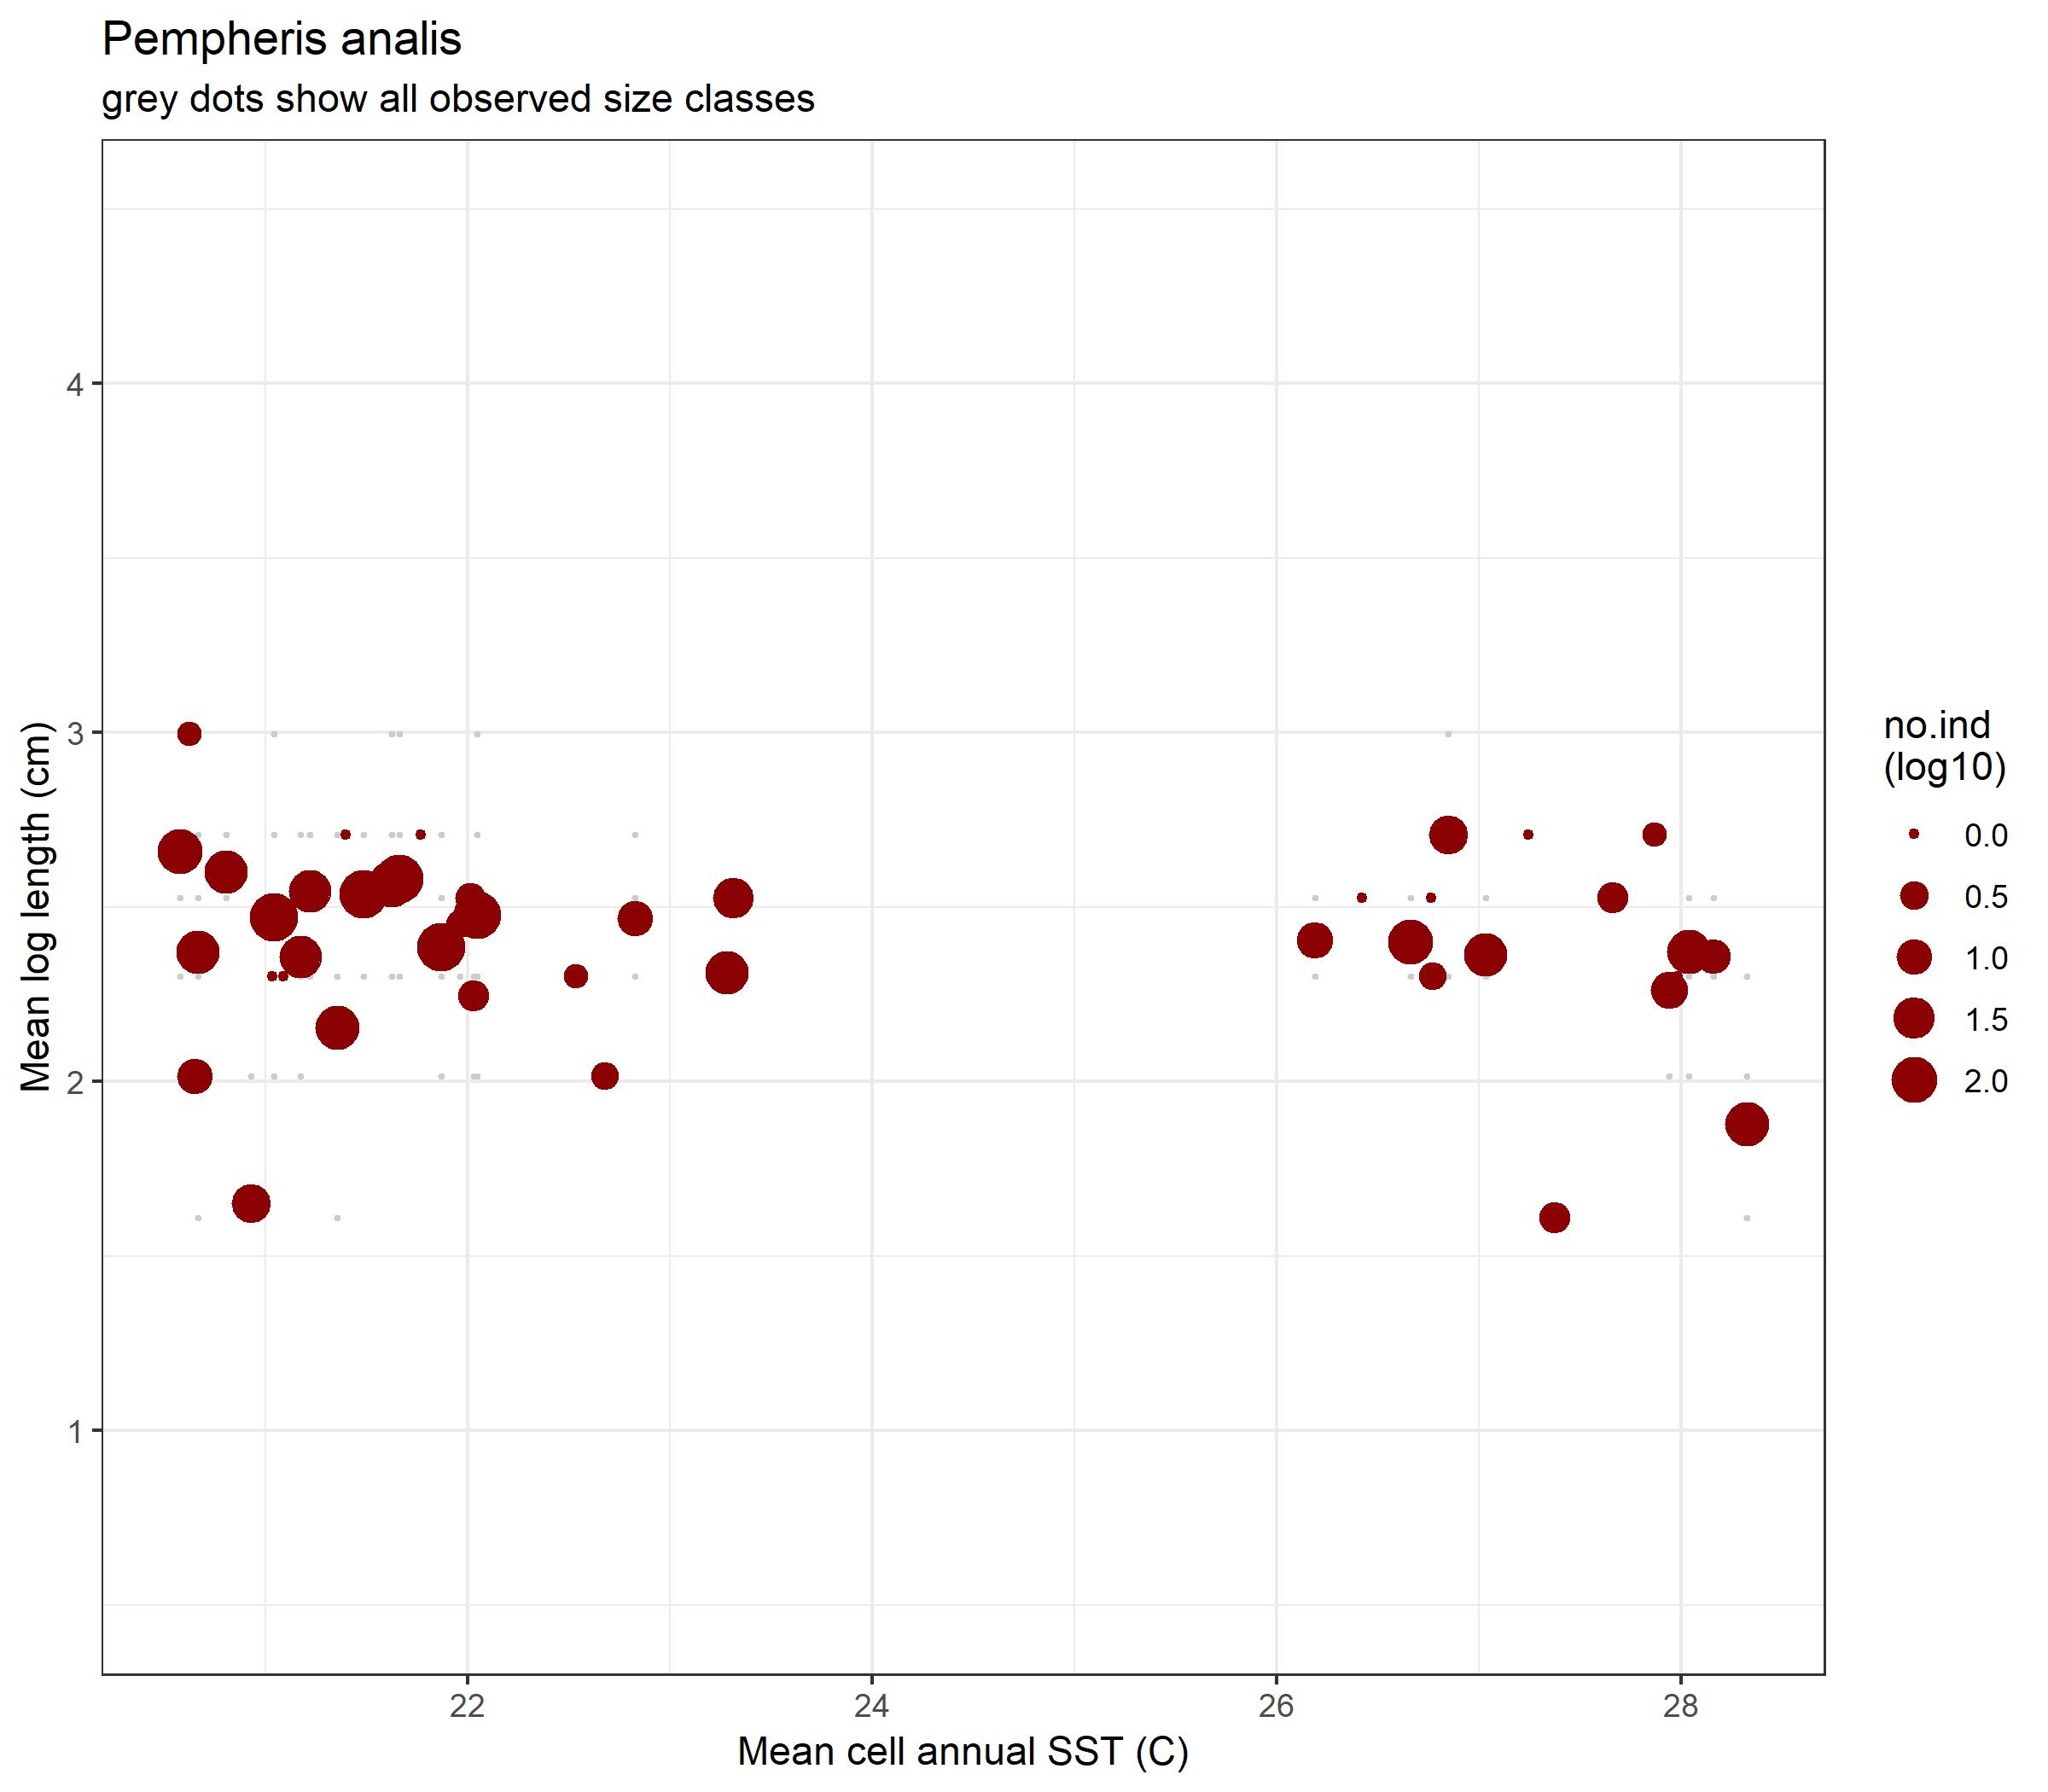 Pempheris analis
grey dots show all observed size classes
Mean log length (cm)
4
3
2
1
22
24
26
28
Mean cell annual SST (C)
no.ind
(log10)
0.0
0.5
1.0
1.5
2.0